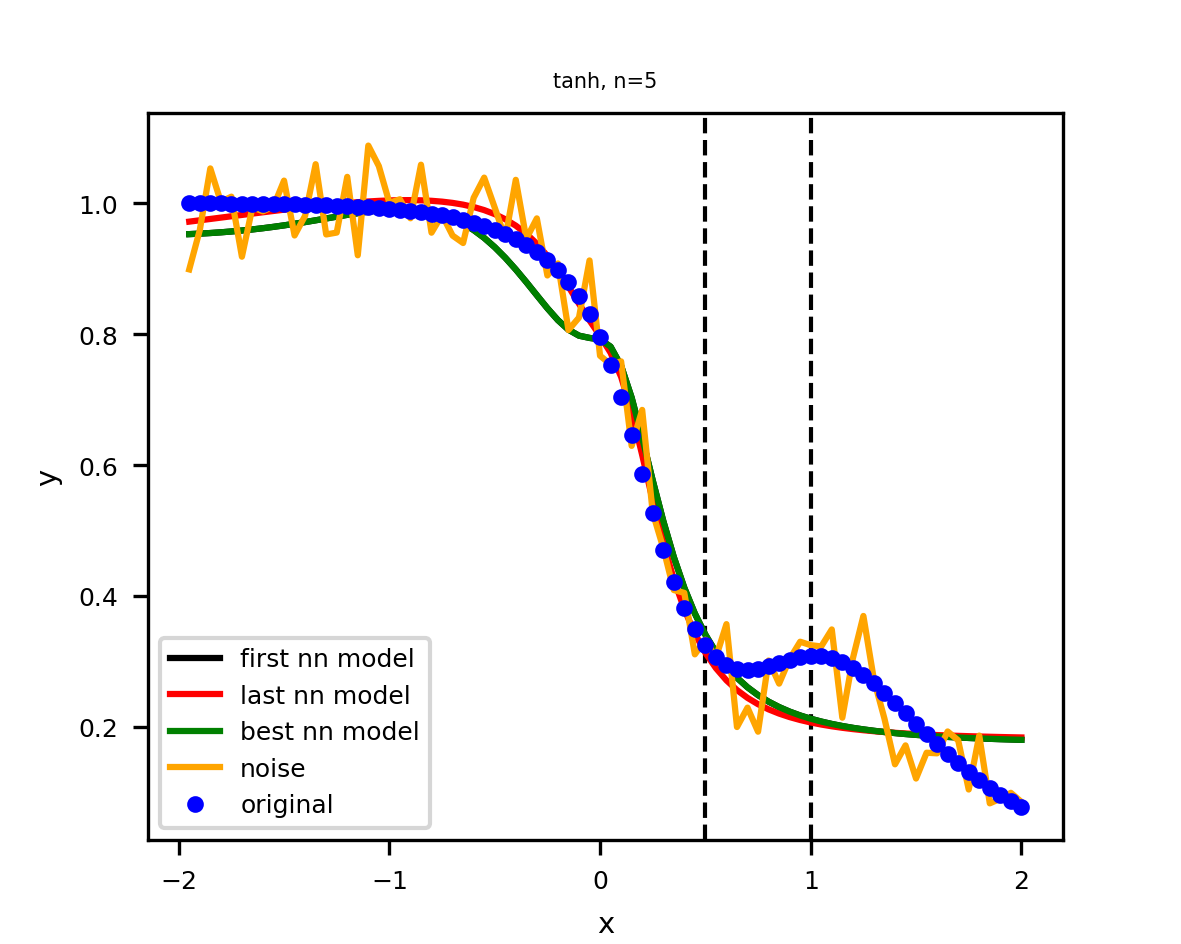 tanh, n=5
y
1.0
0.8
0.6
0.4
0.2
first nn model
last nn model
best nn model
noise
original
−2
−1
0
1
2
x